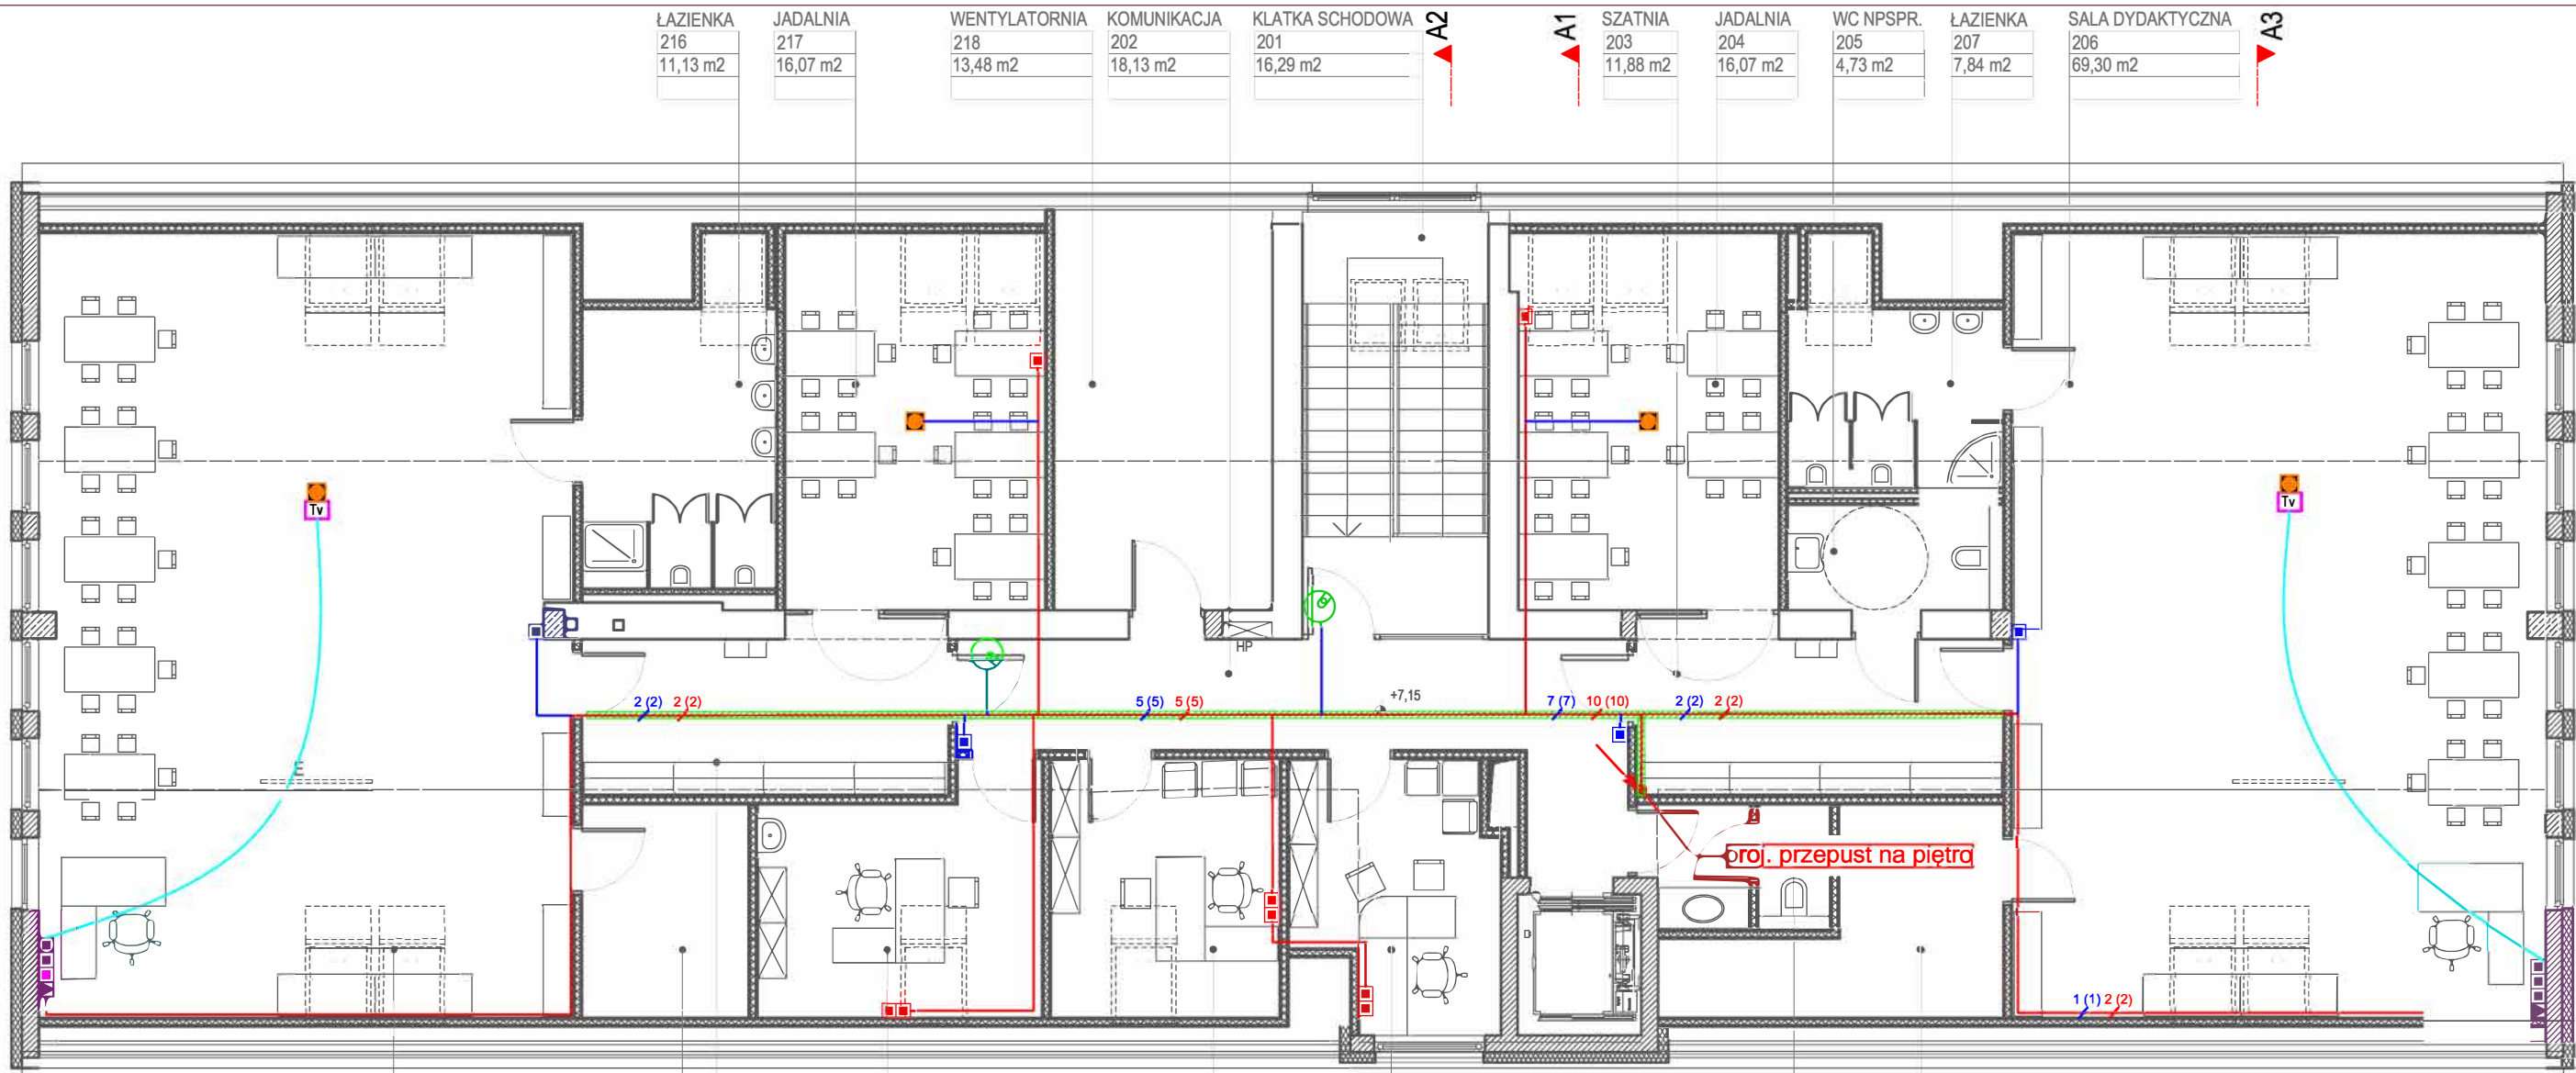 ŁAZIENKA
216
11,13 m2
JADALNIA
217
16,07 m2
WENTYLATORNIA
218
13,48 m2
KOMUNIKACJA
202
18,13 m2
KLATKA SCHODOWA
201
16,29 m2
A2
A1
SZATNIA
203
11,88 m2
JADALNIA
204
16,07 m2
WC NPSPR.
205
4,73 m2
ŁAZIENKA
207
7,84 m2
SALA DYDAKTYCZNA
206
69,30 m2
A3
Tv
Tv
HP
2 (2) 2 (2)
5 (5) 5 (5)
+7,15
7 (7) 10 (10)
2 (2) 2 (2)
E
proj. przepust na piętro
1 (1) 2 (2)